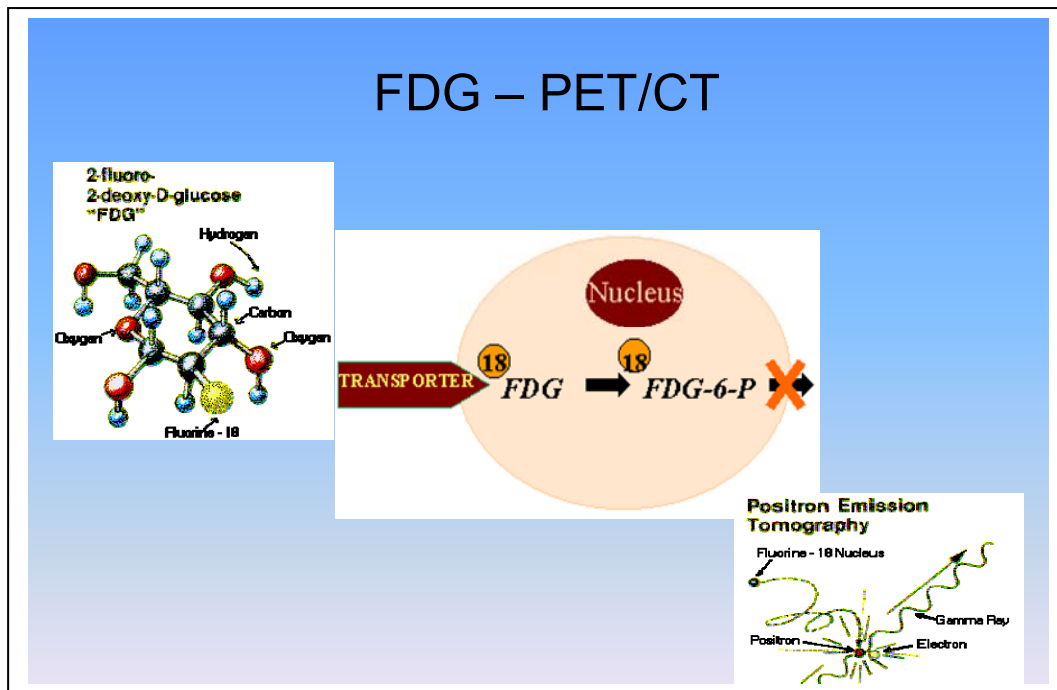 FDG – PET/CT
2-fluoro-
2-deoxy-D-glucose
"FDG"
Hydrogen
Carbon
Oxygen
Oxygen
Fluorine - 18
Nucleus
18
18
TRANSPORTER
FDG
FDG-6-P
Positron Emission
Tomography
Fluorine - 18 Nucleus
Gamma Ray
Positron
Electron